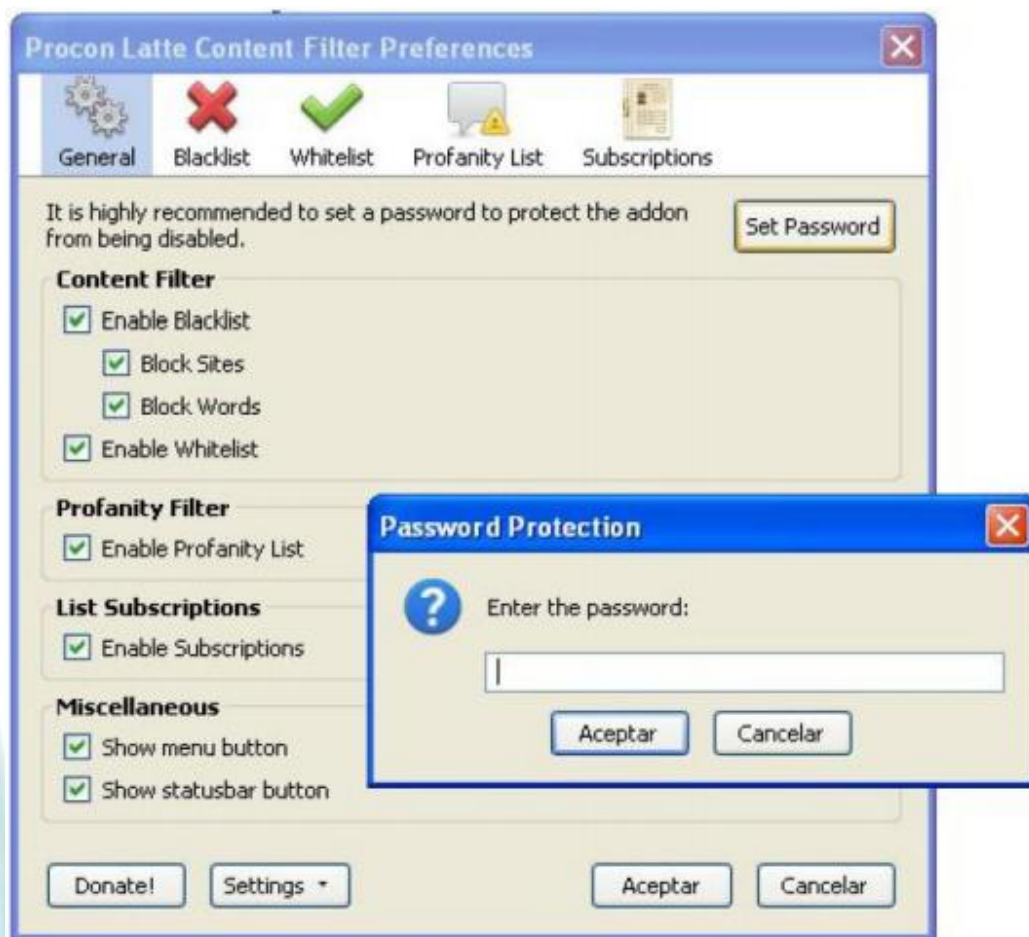 Procon Latte Content Filter Preferences
General
Blacklist
Whitelist
Profanity List
Subscriptions
It is highly recommended to set a password to protect the addon
from being disabled.
Set Password
Content Filter
Enable Blacklist
Block Sites
Block Words
Enable Whitelist
Profanity Filter
Enable Profanity List
List Subscriptions
Enable Subscriptions
Miscellaneous
Show menu button
Show statusbar button
Password Protection
Enter the password:
Aceptar
Cancelar
Donate!
Settings
Aceptar
Cancelar